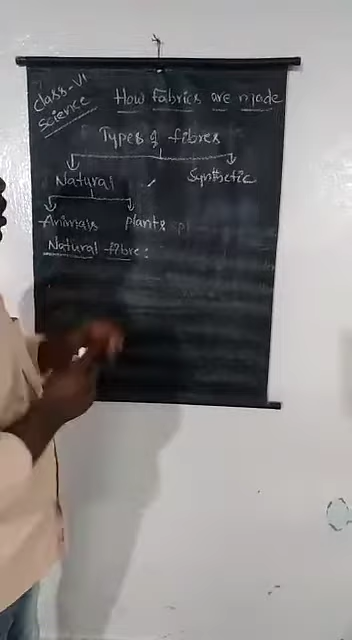 Class-VI
Science
How Fabrics are made
Types of fibres
Natural
Synthetic
Animals
Plants
Natural fibre: